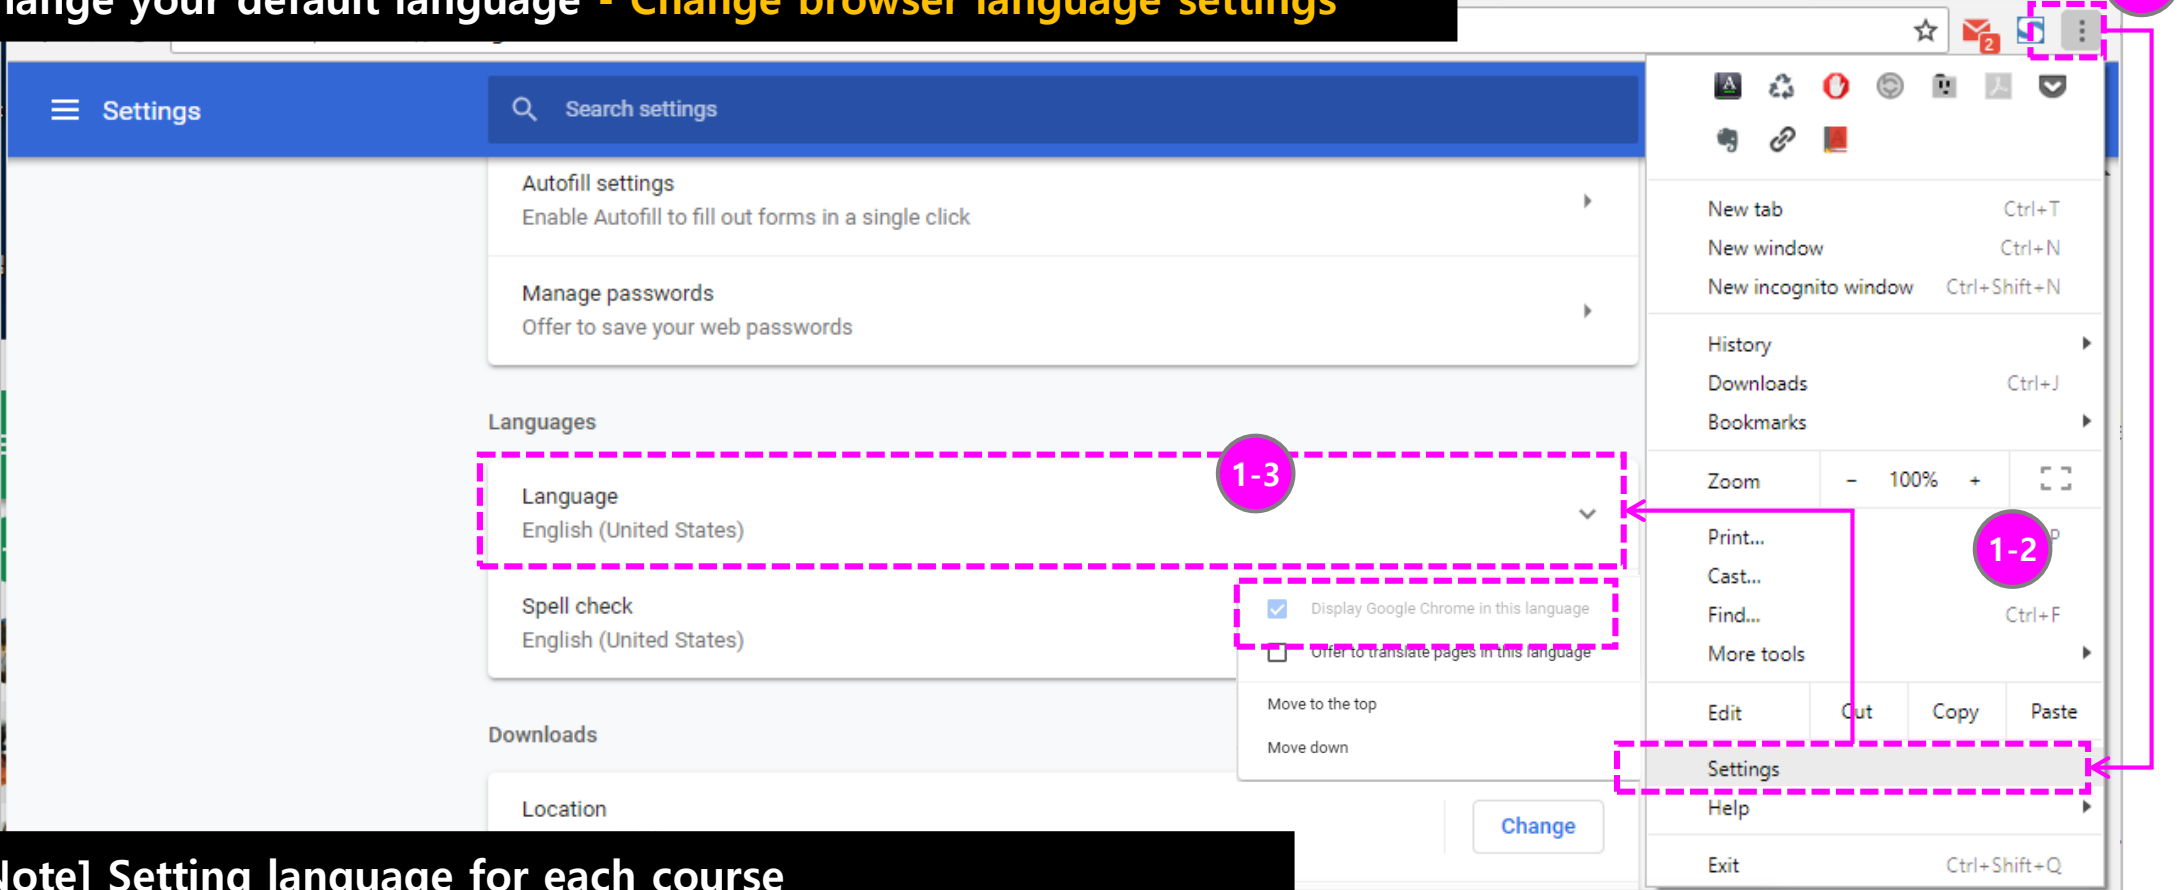 ange your default language - Change browser language settings
2
Settings
Search settings
Autofill settings
Enable Autofill to fill out forms in a single click
Manage passwords
Offer to save your web passwords
Languages
1-3
Language
English (United States)
Spell check
English (United States)
Display Google Chrome in this language
Offer to translate pages in this language
Move to the top
Move down
Downloads
Location
Change
New tab Ctrl+T
New window Ctrl+N
New incognito window Ctrl+Shift+N
History
Downloads Ctrl+J
Bookmarks
Zoom - 100% +
1-2
Print... P
Cast...
Find... Ctrl+F
More tools
Edit Cut Copy Paste
Settings
Help
Exit Ctrl+Shift+Q
Note] Setting language for each course